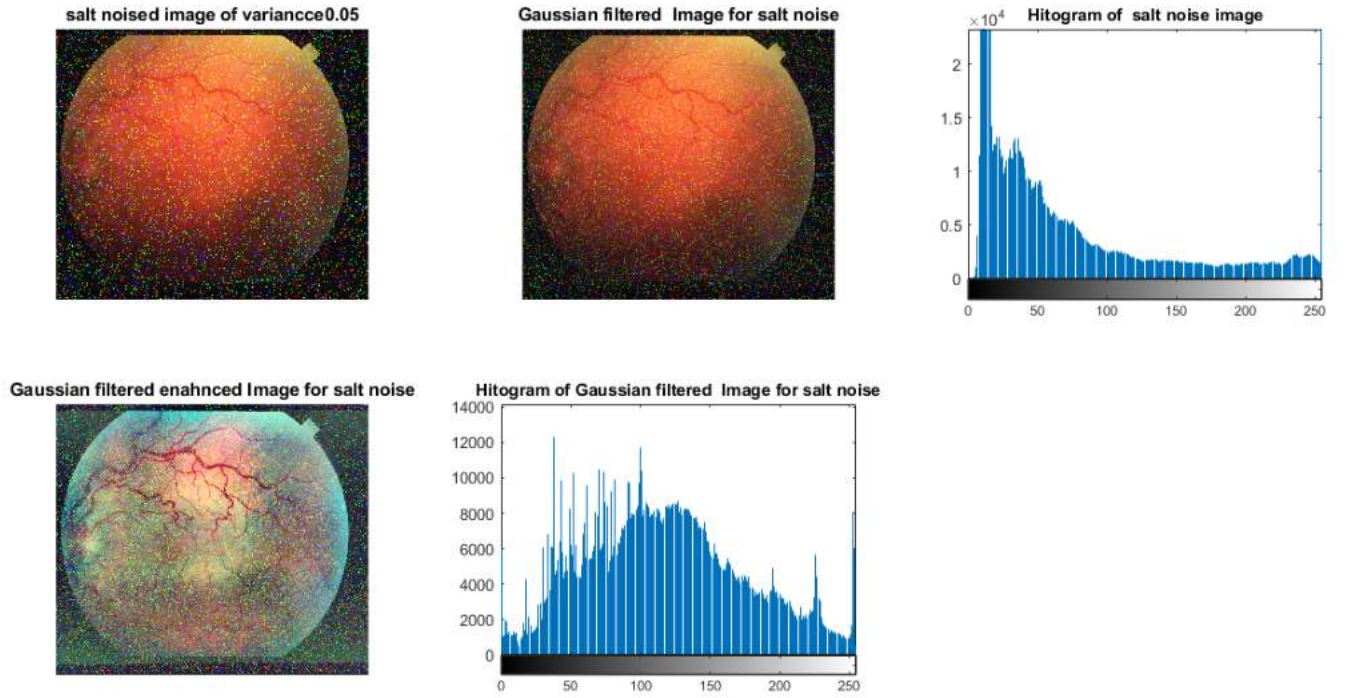 salt noised image of variancce0.05
Gaussian filtered  Image for salt noise
Hitogram of  salt noise image
×10^4
2
1.5
1
0.5
0
0 50 100 150 200 250
Gaussian filtered enahnced Image for salt noise
Hitogram of Gaussian filtered  Image for salt noise
14000
12000
10000
8000
6000
4000
2000
0
0 50 100 150 200 250